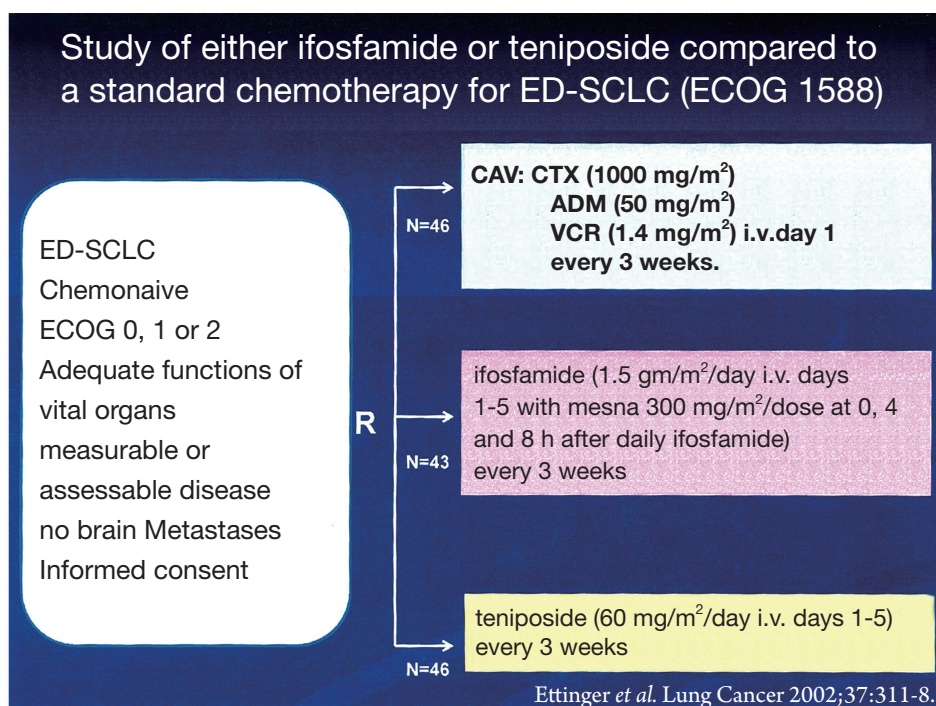 Study of either ifosfamide or teniposide compared to
a standard chemotherapy for ED-SCLC (ECOG 1588)
ED-SCLC
Chemonaive
ECOG 0, 1 or 2
Adequate functions of
vital organs
measurable or
assessable disease
no brain Metastases
Informed consent
R
N=46
CAV: CTX (1000 mg/m²)
ADM (50 mg/m²)
VCR (1.4 mg/m²) i.v.day 1
every 3 weeks.
N=43
ifosfamide (1.5 gm/m²/day i.v. days
1-5 with mesna 300 mg/m²/dose at 0, 4
and 8 h after daily ifosfamide)
every 3 weeks
N=46
teniposide (60 mg/m²/day i.v. days 1-5)
every 3 weeks
Ettinger et al. Lung Cancer 2002;37:311-8.